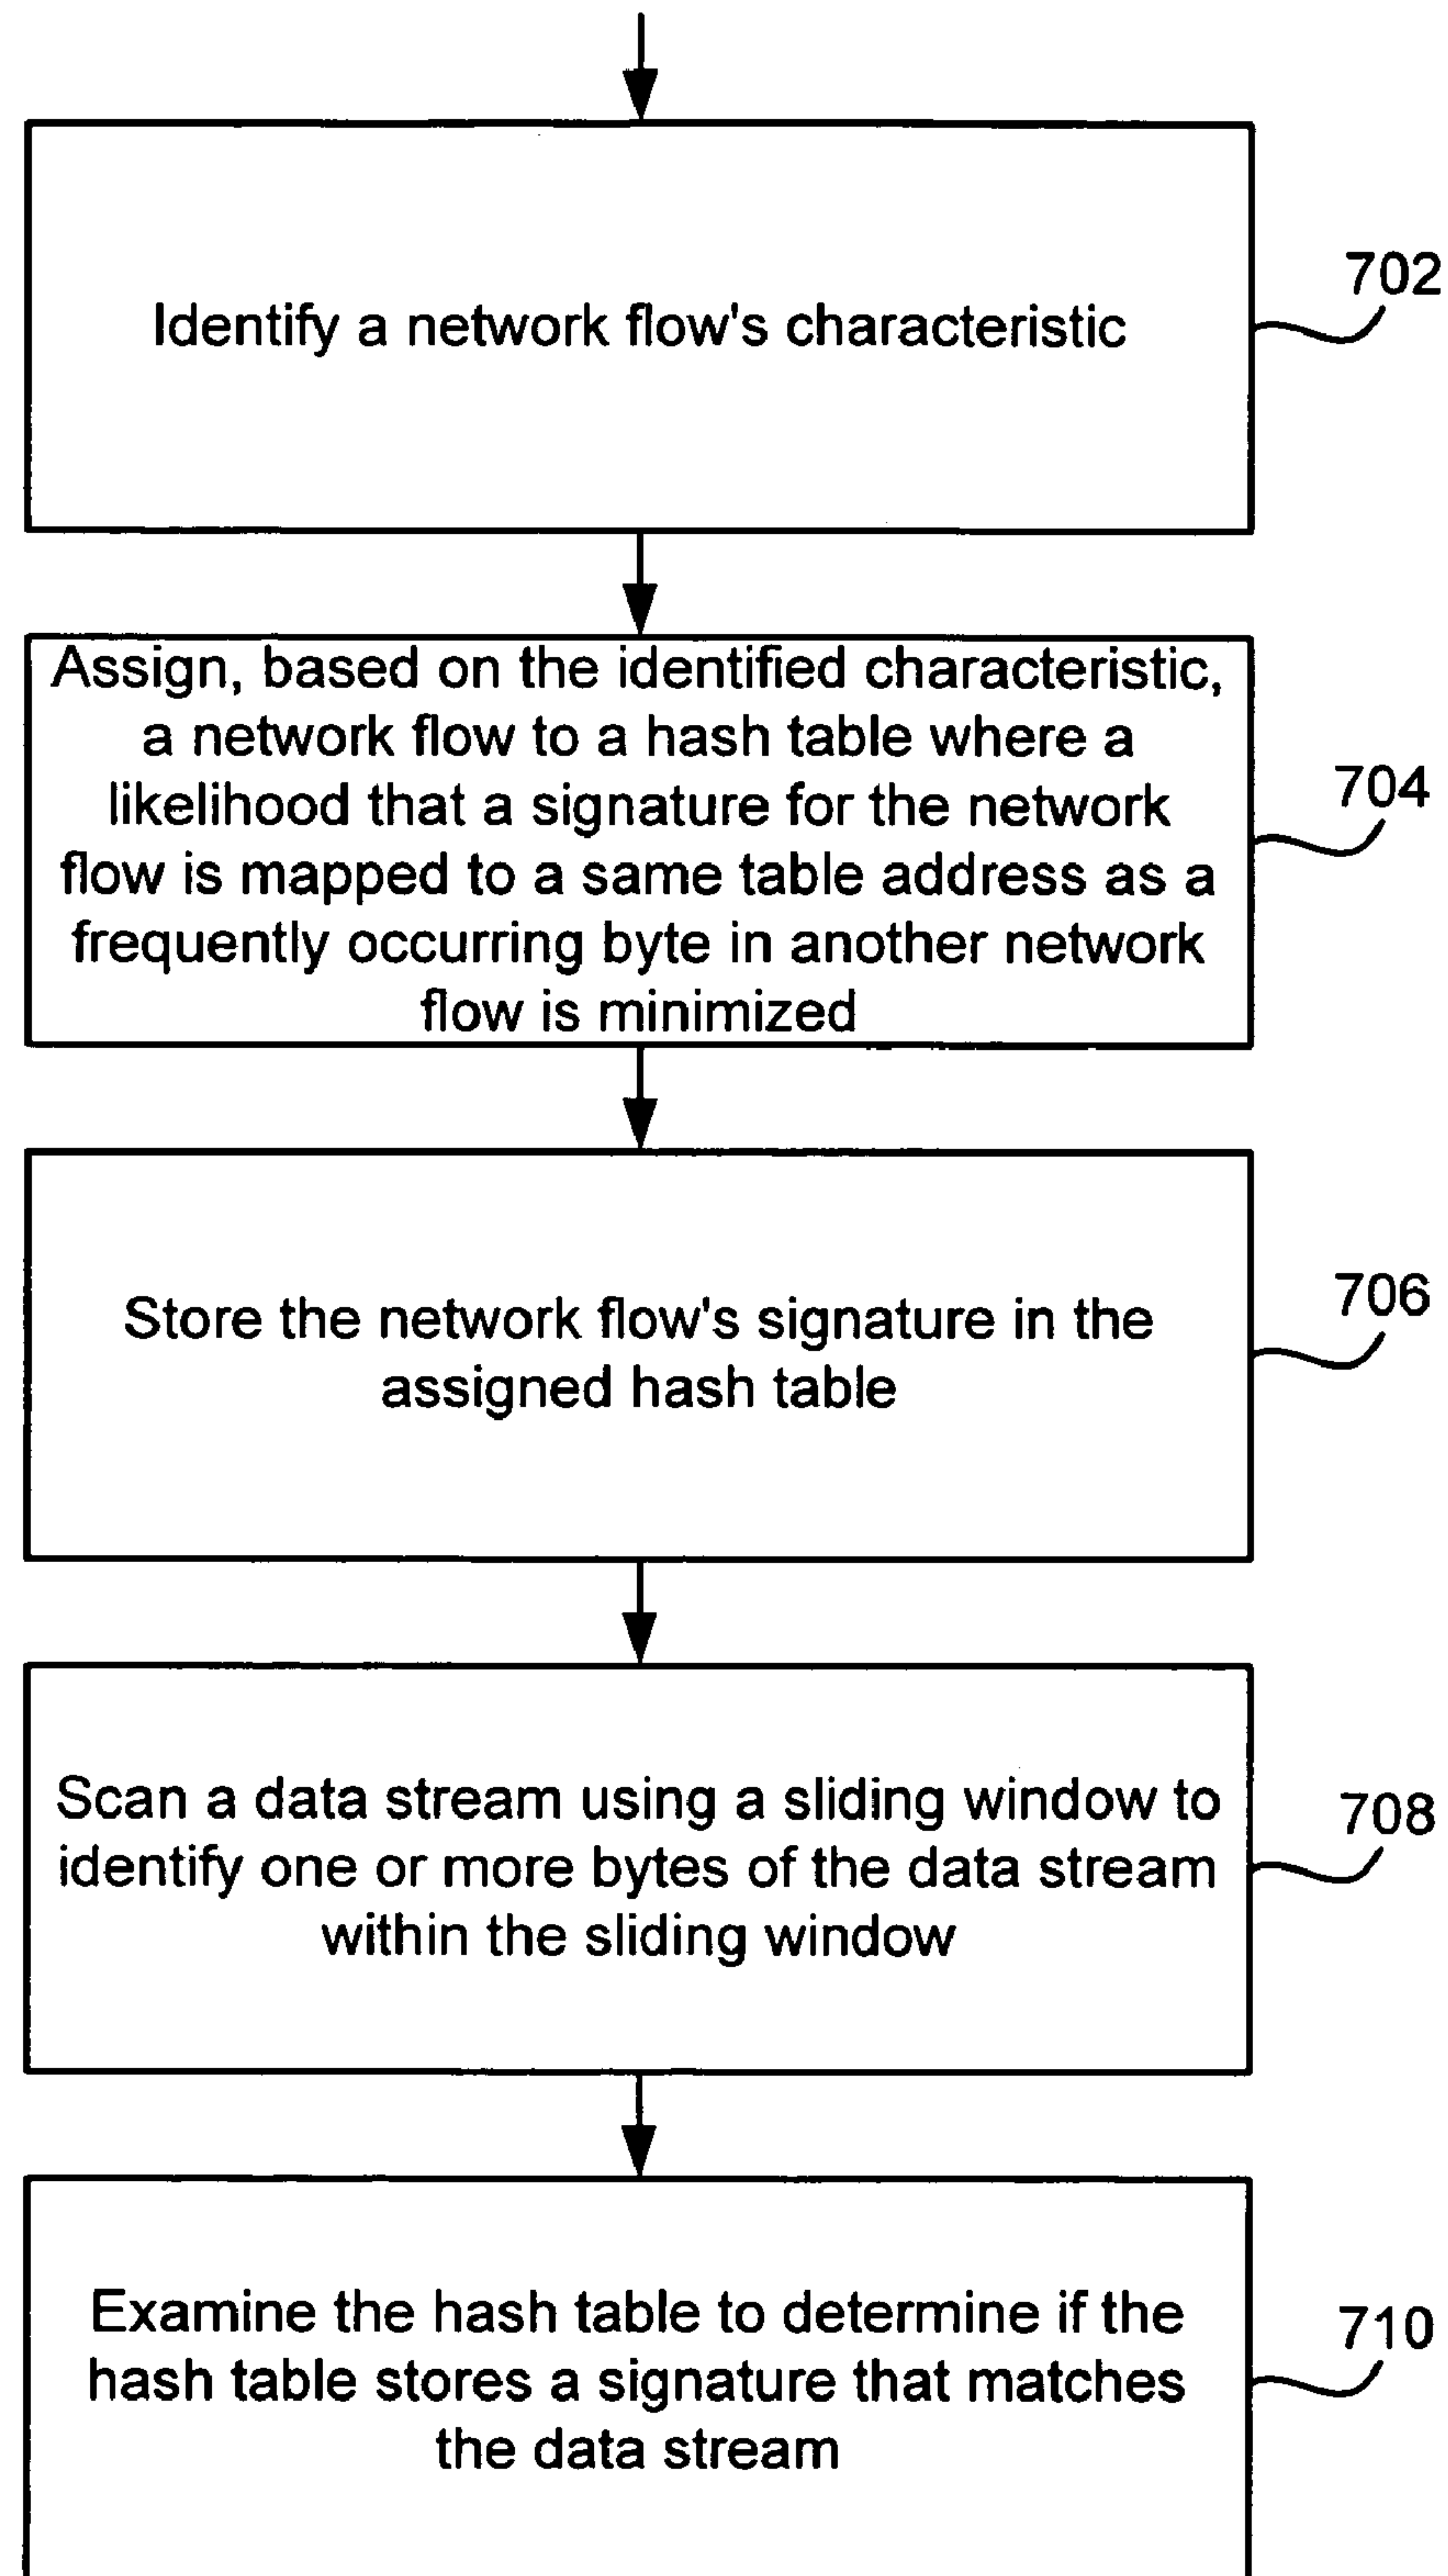 Identify a network flow's characteristic
702
Assign, based on the identified characteristic,
a network flow to a hash table where a
likelihood that a signature for the network
flow is mapped to a same table address as a
frequently occurring byte in another network
flow is minimized
704
Store the network flow's signature in the
assigned hash table
706
Scan a data stream using a sliding window to
identify one or more bytes of the data stream
within the sliding window
708
Examine the hash table to determine if the
hash table stores a signature that matches
the data stream
710